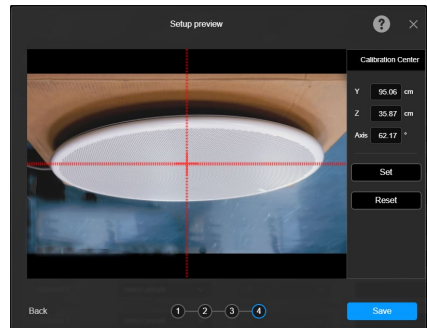 Setup preview
?
Calibration Center
Y 95.06 cm
Z 35.87 cm
Axis 62.17 °
Set
Reset
Back
1 2 3 4
Save